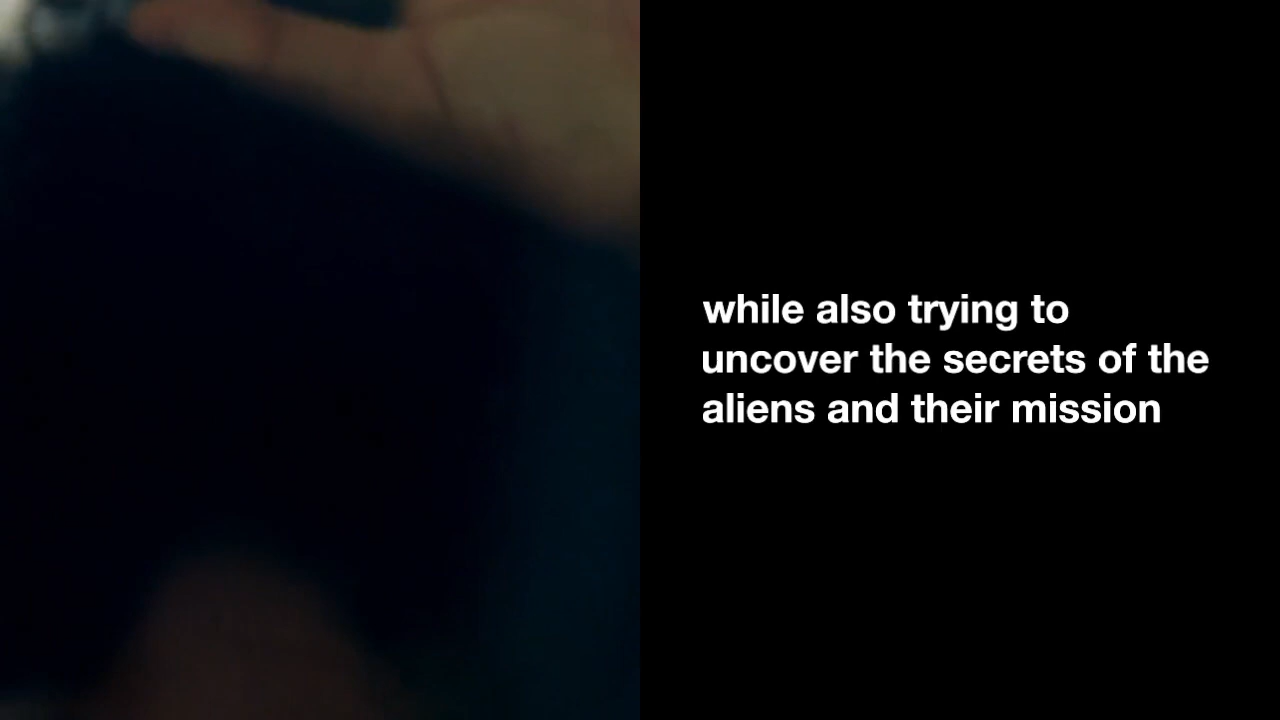 while also trying to
uncover the secrets of the
aliens and their mission